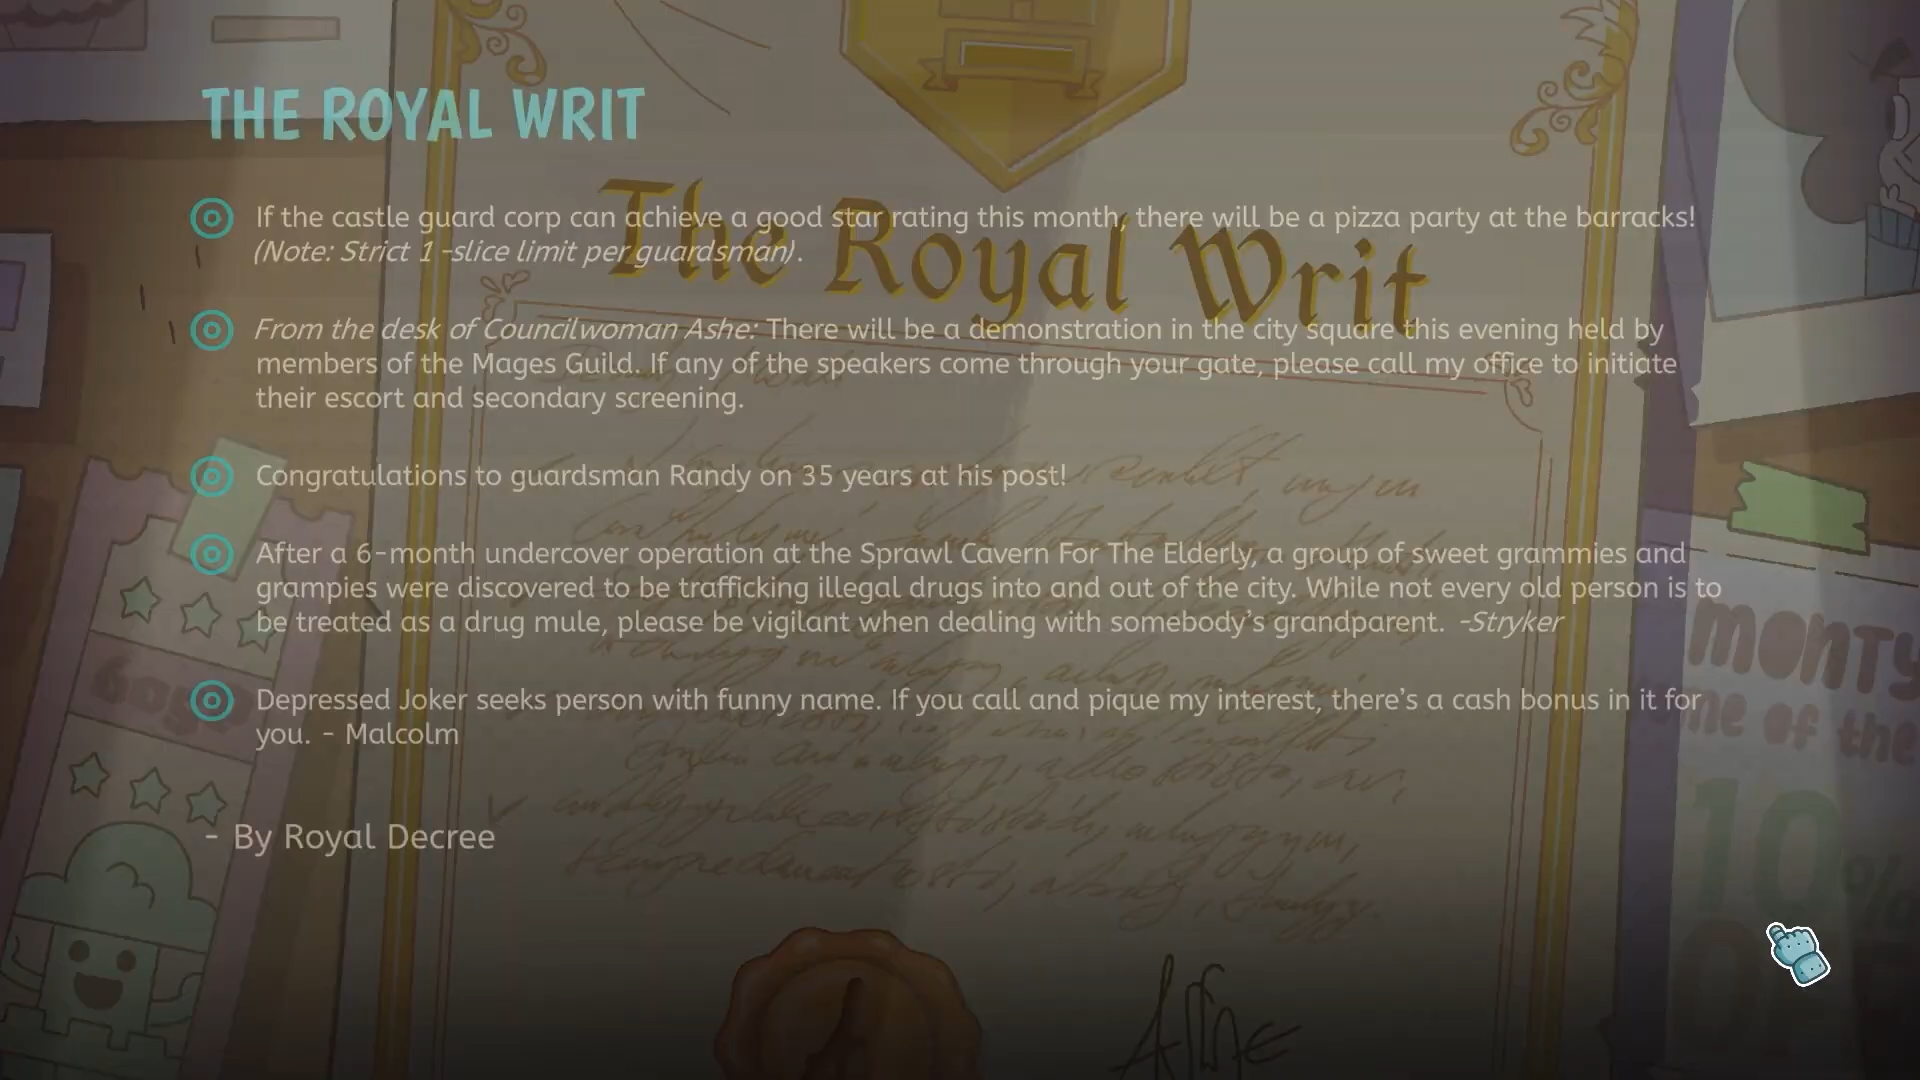 THE ROYAL WRIT
The Royal Writ
If the castle guard corp can achieve a good star rating this month, there will be a pizza party at the barracks!
(Note: Strict 1 -slice limit per guardsman).
From the desk of Councilwoman Ashe: There will be a demonstration in the city square this evening held by
members of the Mages Guild. If any of the speakers come through your gate, please call my office to initiate
their escort and secondary screening.
Congratulations to guardsman Randy on 35 years at his post!
After a 6-month undercover operation at the Sprawl Cavern For The Elderly, a group of sweet grammies and
grampies were discovered to be trafficking illegal drugs into and out of the city. While not every old person is to
be treated as a drug mule, please be vigilant when dealing with somebody's grandparent. -Stryker
Depressed Joker seeks person with funny name. If you call and pique my interest, there's a cash bonus in it for
you. - Malcolm
- By Royal Decree
MONTY
of the
10%